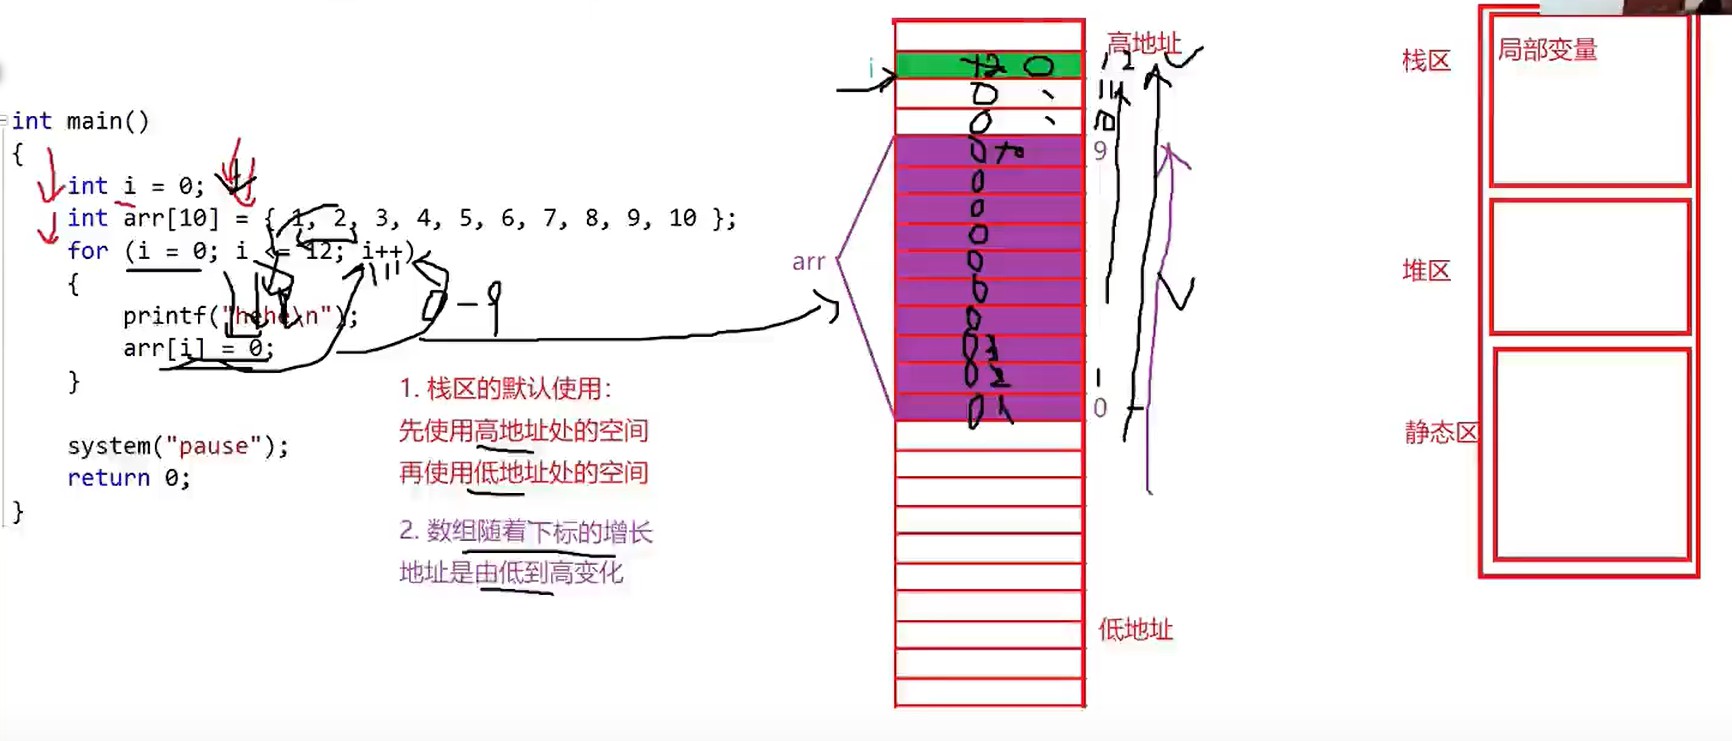 int main()
{
int i = 0;
int arr[10] = { 1, 2, 3, 4, 5, 6, 7, 8, 9, 10 };
for (i = 0; i <= 12; i++)
{
printf("hehe\n");
arr[i] = 0;
}
system("pause");
return 0;
}
0-9
1. 栈区的默认使用:
先使用高地址处的空间
再使用低地址处的空间
2. 数组随着下标的增长
地址是由低到高变化
高地址
i
12 0
12
0
11
0
10
0 10
9
0
0
0
0
0
0
0 3
0 2
1
0 1
0
arr
低地址
栈区
局部变量
堆区
静态区